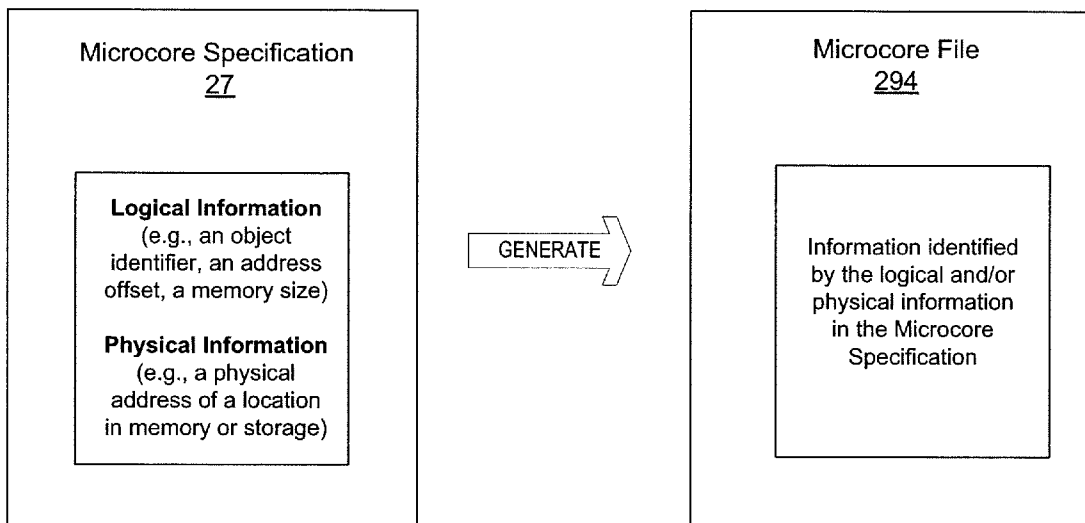 Microcore Specification
27
Logical Information
(e.g., an object
identifier, an address
offset, a memory size)
Physical Information
(e.g., a physical
address of a location
in memory or storage)
GENERATE
Microcore File
294
Information identified
by the logical and/or
physical information
in the Microcore
Specification